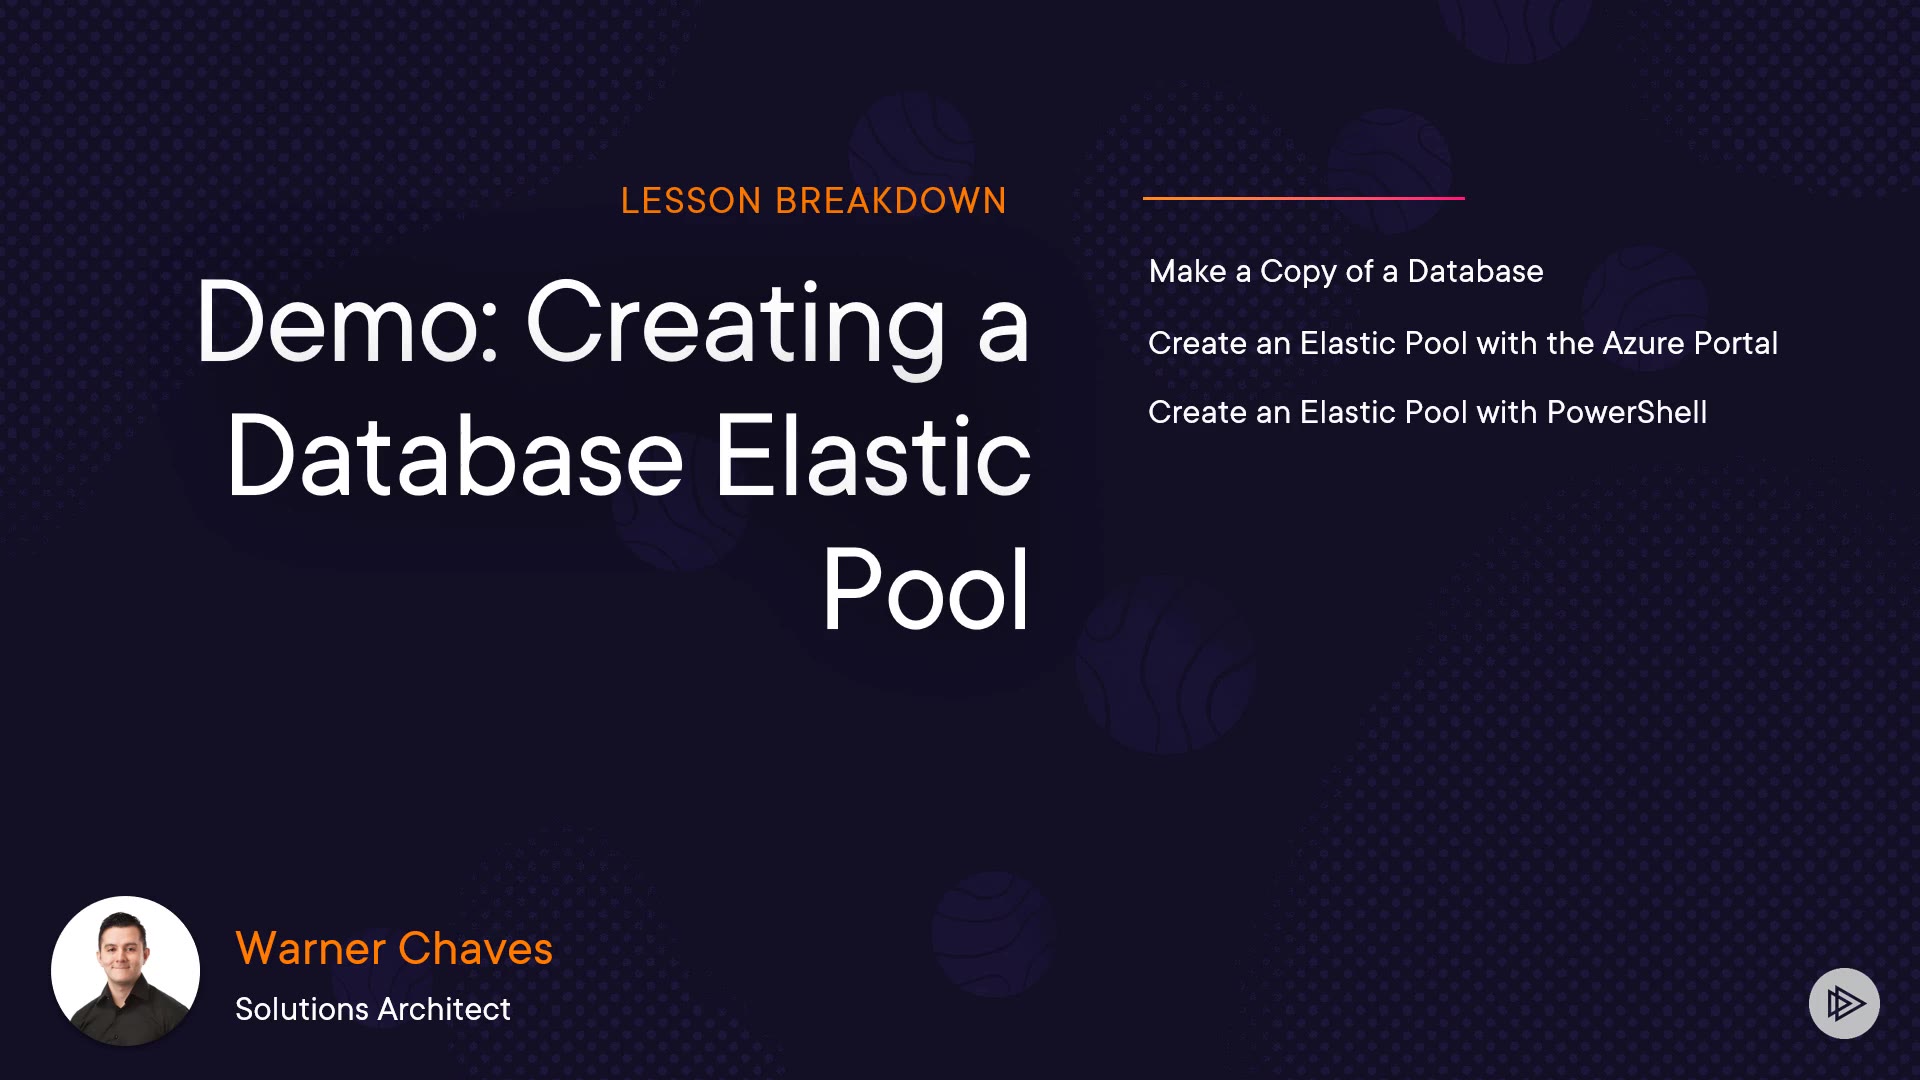 LESSON BREAKDOWN
Demo: Creating a
Database Elastic
Pool
Make a Copy of a Database
Create an Elastic Pool with the Azure Portal
Create an Elastic Pool with PowerShell
Warner Chaves
Solutions Architect